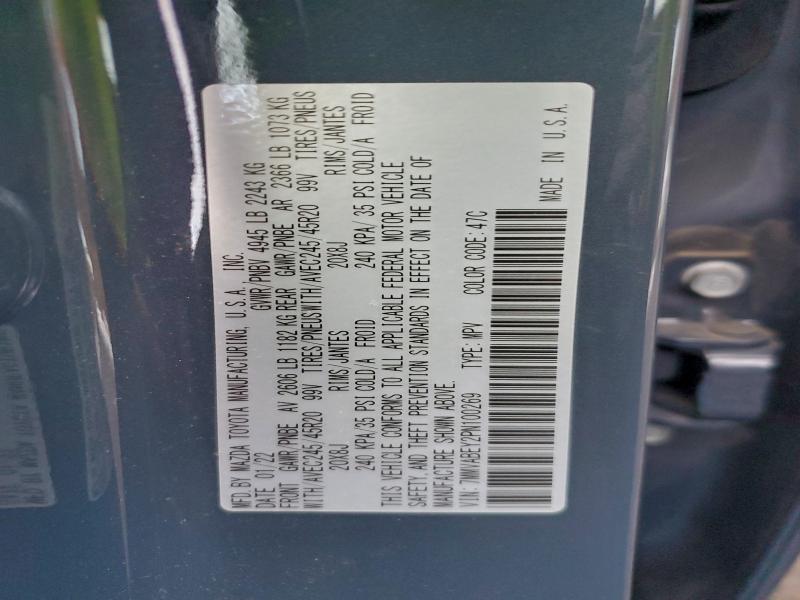 MFD.BY MAZDA TOYOTA MANUFACTURING, U.S.A., INC.
DATE 01/22 GVWR/PNBV 4945 LB 2243 KG
FRONT GAWR/PNBE AV 2606 LB 1182 KG REAR GAWR/PNBE AR 2366 LB 1073 KG
WITH/AVEC245/45R20 99V TIRES/PNEUSWITH/AVEC245/45R20 99V TIRES/PNEUS
20X8J RIMS/JANTES 20X8J RIMS/JANTES
240 KPA/35 PSI COLD/A FROID 240 KPA/35 PSI COLD/A FROID
THIS VEHICLE CONFORMS TO ALL APPLICABLE FEDERAL MOTOR VEHICLE
SAFETY,AND THEFT PREVENTION STANDARDS IN EFFECT ON THE DATE OF
MANUFACTURE SHOWN ABOVE.
VIN:7MMVABEY2PN100269 TYPE:MPV COLOR CODE:47C
MADE IN U.S.A.